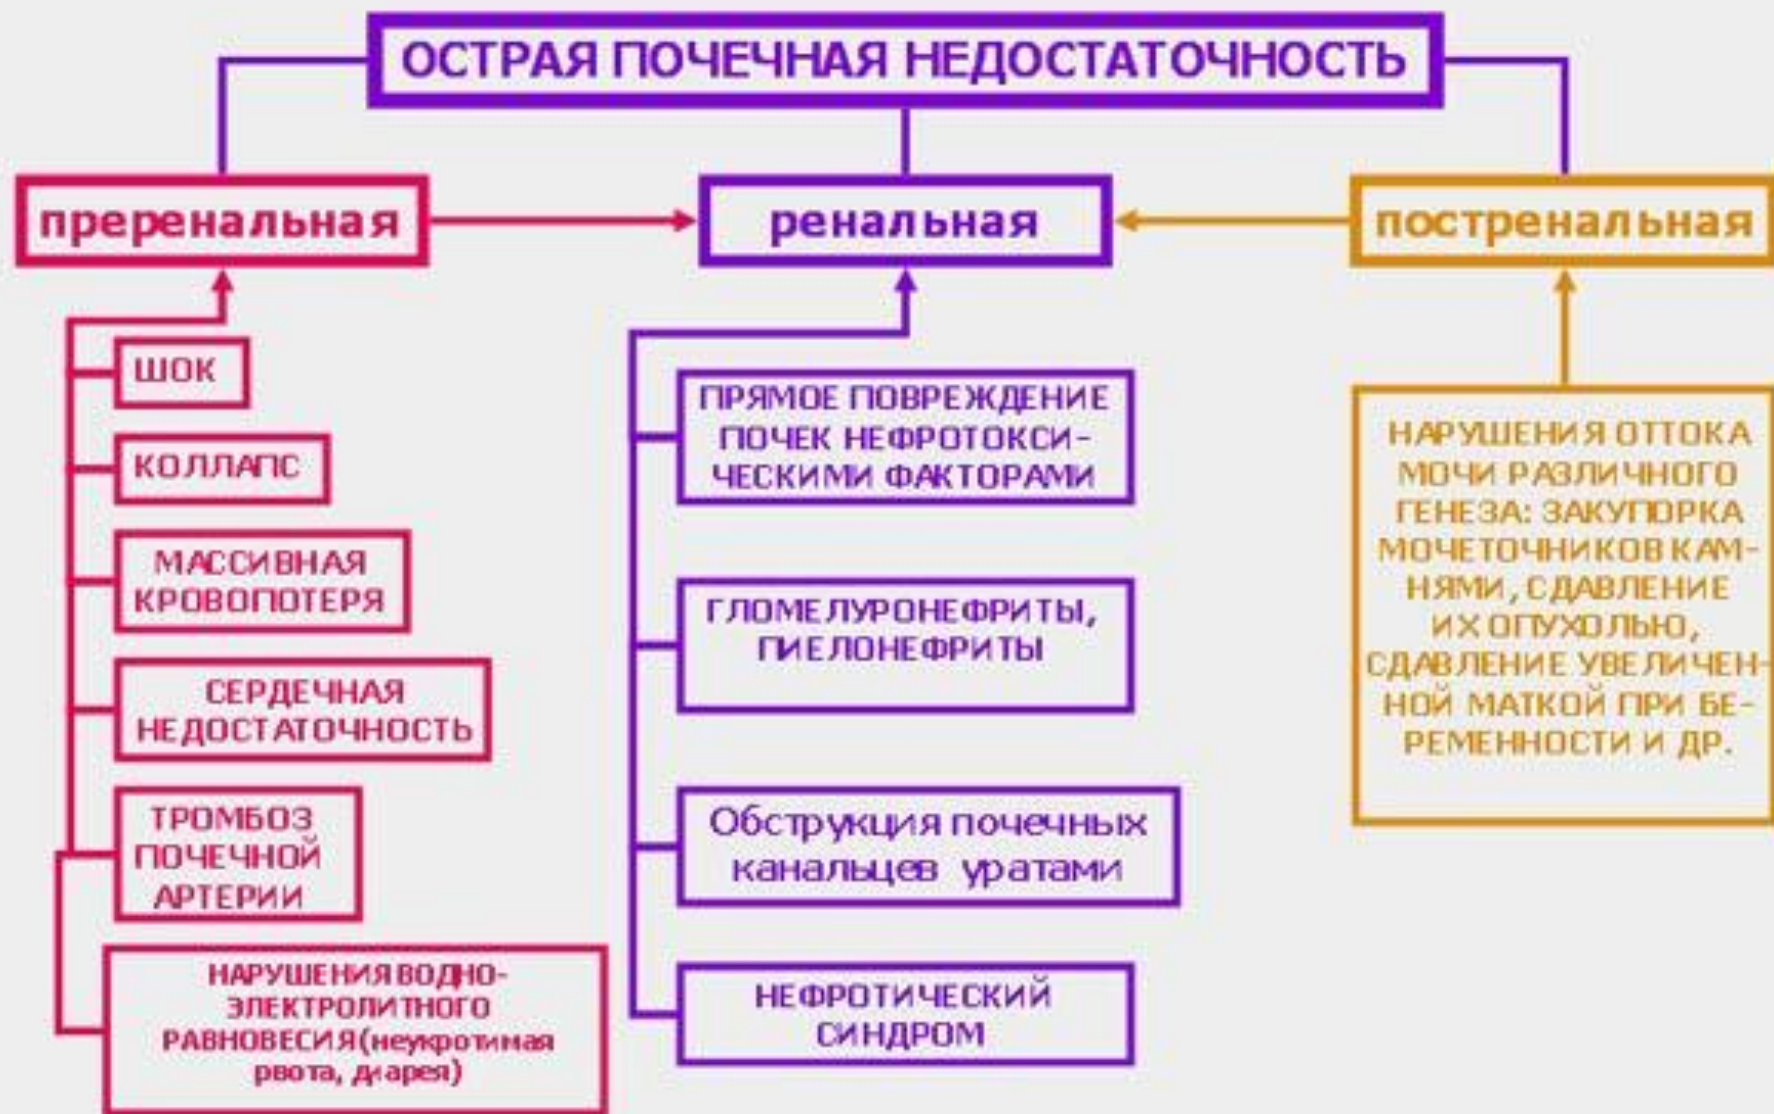 ОСТРАЯ ПОЧЕЧНАЯ НЕДОСТАТОЧНОСТЬ
преренальная
ренальная
постренальная
ШОК
КОЛЛАПС
МАССИВНАЯ
КРОВОПОТЕРЯ
СЕРДЕЧНАЯ
НЕДОСТАТОЧНОСТЬ
ТРОМБОЗ
ПОЧЕЧНОЙ
АРТЕРИИ
НАРУШЕНИЯ ВОДНО-
ЭЛЕКТРОЛИТНОГО
РАВНОВЕСИЯ(неукротимая
рвота, диарея)
ПРЯМОЕ ПОВРЕЖДЕНИЕ
ПОЧЕК НЕФРОТОКСИ-
ЧЕСКИМИ ФАКТОРАМИ
ГЛОМЕЛУРОНЕФРИТЫ,
ПИЕЛОНЕФРИТЫ
Обструкция почечных
канальцев уратами
НЕФРОТИЧЕСКИЙ
СИНДРОМ
НАРУШЕНИЯ ОТТОКА
МОЧИ РАЗЛИЧНОГО
ГЕНЕЗА: ЗАКУПОРКА
МОЧЕТОЧНИКОВ КАМ-
НЯМИ, СДАВЛЕНИЕ
ИХ ОПУХОЛЬЮ,
СДАВЛЕНИЕ УВЕЛИЧЕН-
НОЙ МАТКОЙ ПРИ БЕ-
РЕМЕННОСТИ И ДР.